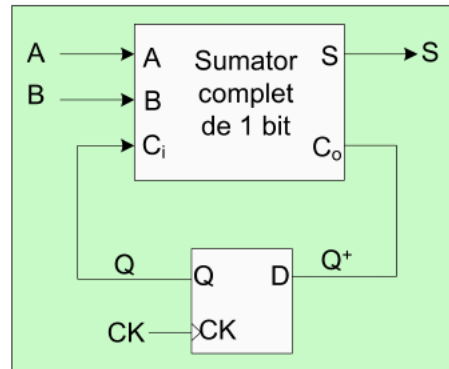 A A Sumator S S
B B complet
Cᵢ de 1 bit Cₒ
Q Q D Q⁺
CK CK